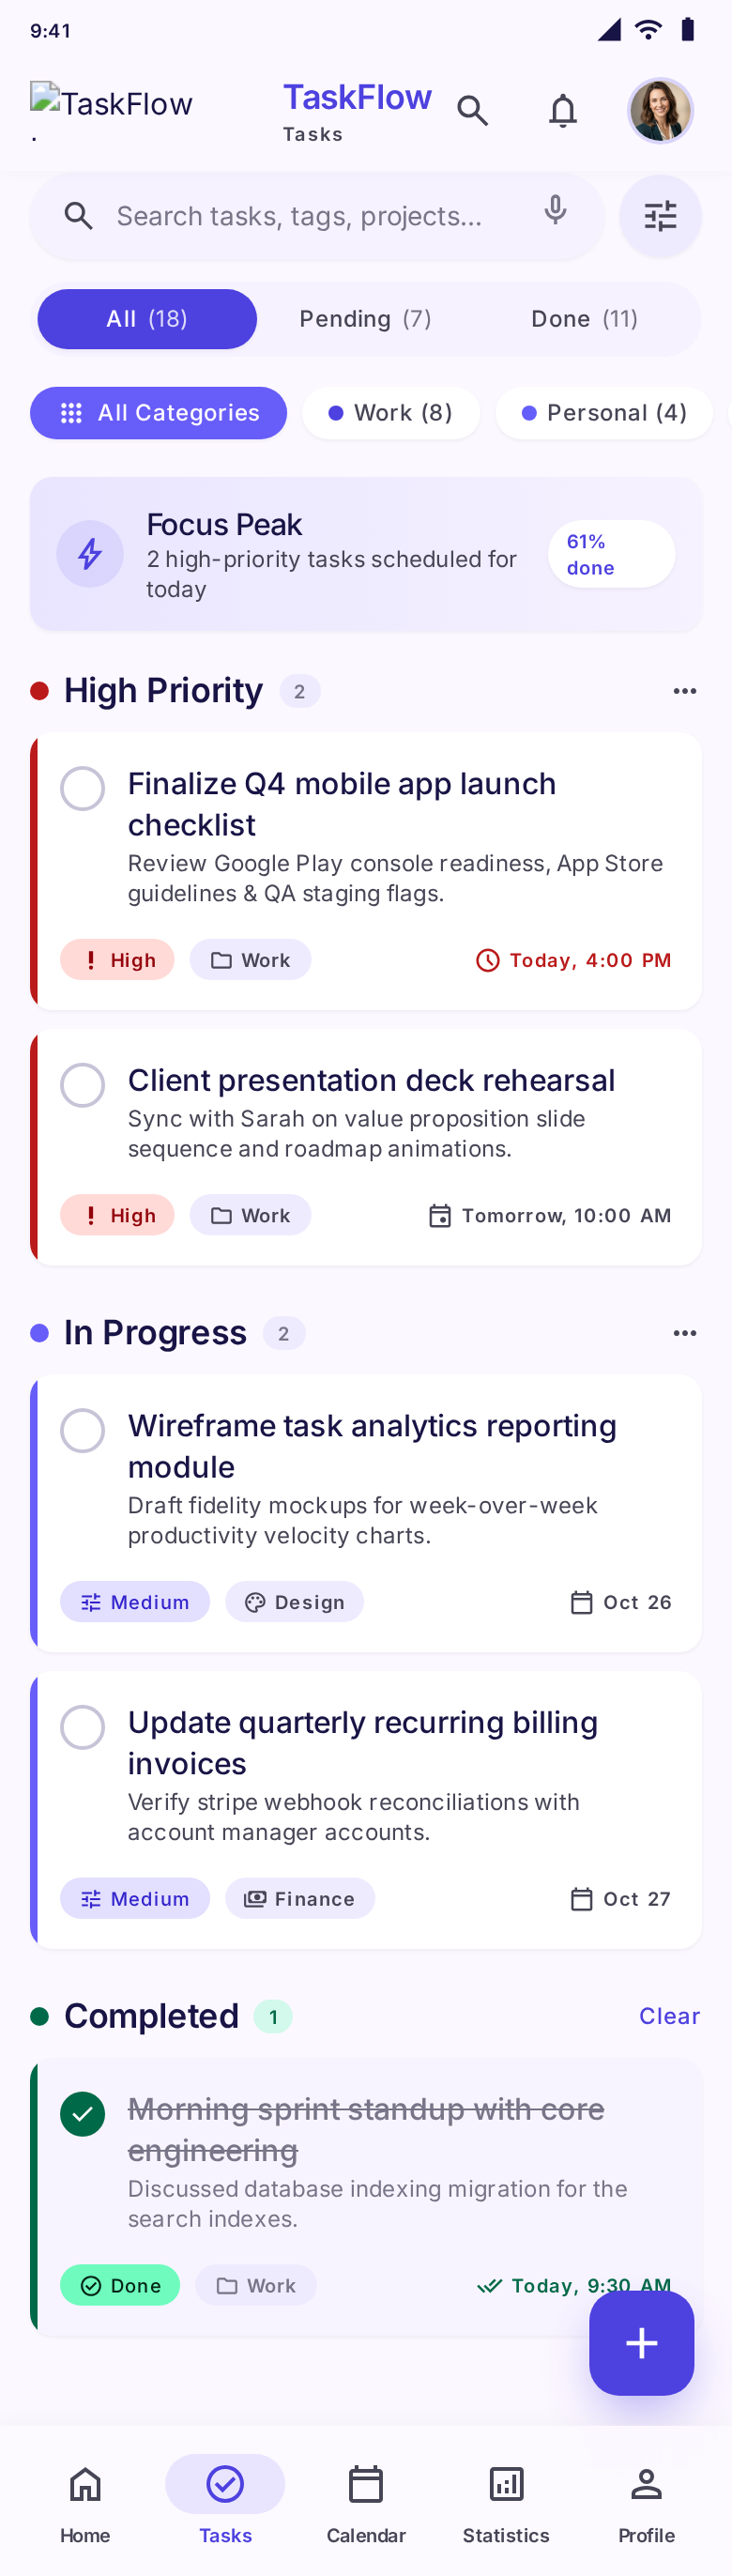 9:41
TaskFlow
.
TaskFlow
Tasks
Search tasks, tags, projects...
All (18)
Pending (7)
Done (11)
All Categories
Work (8)
Personal (4)
Focus Peak
2 high-priority tasks scheduled for
today
61%
done
High Priority 2
Finalize Q4 mobile app launch
checklist
Review Google Play console readiness, App Store
guidelines & QA staging flags.
High
Work
Today, 4:00 PM
Client presentation deck rehearsal
Sync with Sarah on value proposition slide
sequence and roadmap animations.
High
Work
Tomorrow, 10:00 AM
In Progress 2
Wireframe task analytics reporting
module
Draft fidelity mockups for week-over-week
productivity velocity charts.
Medium
Design
Oct 26
Update quarterly recurring billing
invoices
Verify stripe webhook reconciliations with
account manager accounts.
Medium
Finance
Oct 27
Completed 1
Clear
Morning sprint standup with core
engineering
Discussed database indexing migration for the
search indexes.
Done
Work
Today, 9:30 AM
Home
Tasks
Calendar
Statistics
Profile